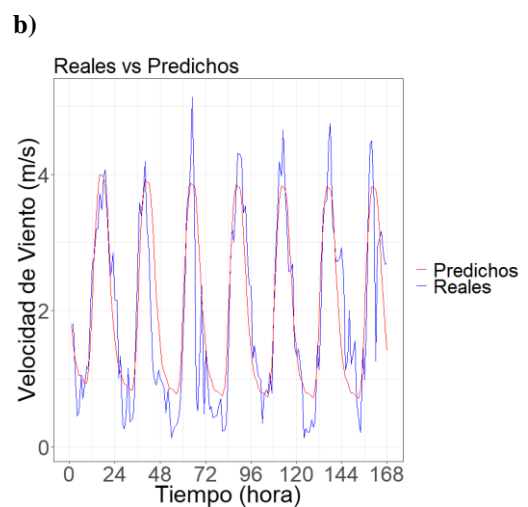 b)
Reales vs Predichos
Velocidad de Viento (m/s)
4
2
0
0 24 48 72 96 120 144 168
Tiempo (hora)
Predichos
Reales